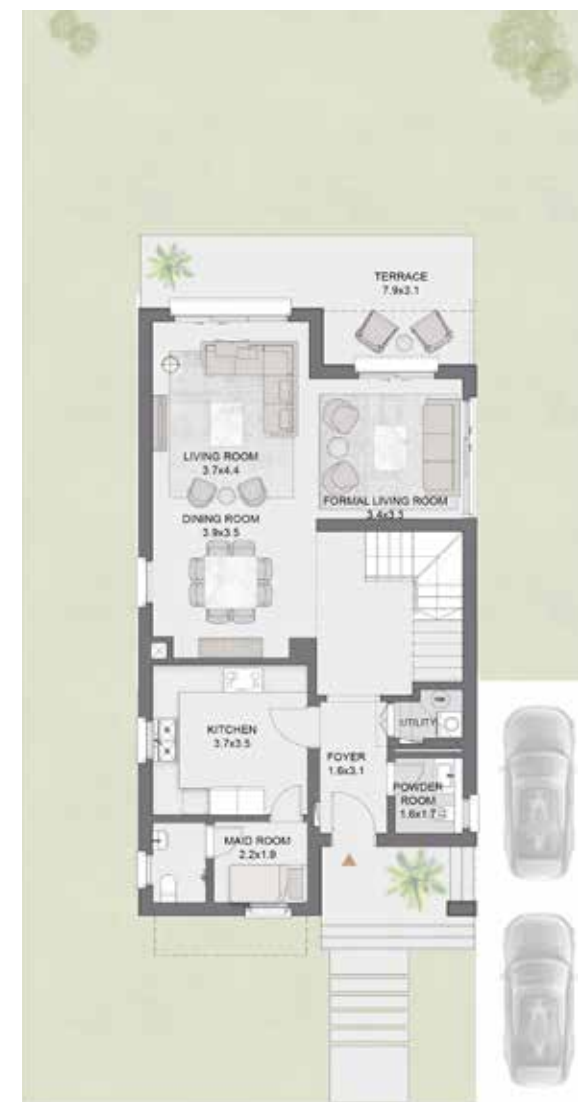 TERRACE
7.9x3.1
LIVING ROOM
3.7x4.4
FORMAL LIVING ROOM
3.4x3.3
DINING ROOM
3.9x3.5
KITCHEN
3.7x3.5
UTILITY
FOYER
1.6x3.1
POWDER
ROOM
1.6x1.7
MAID ROOM
2.2x1.9